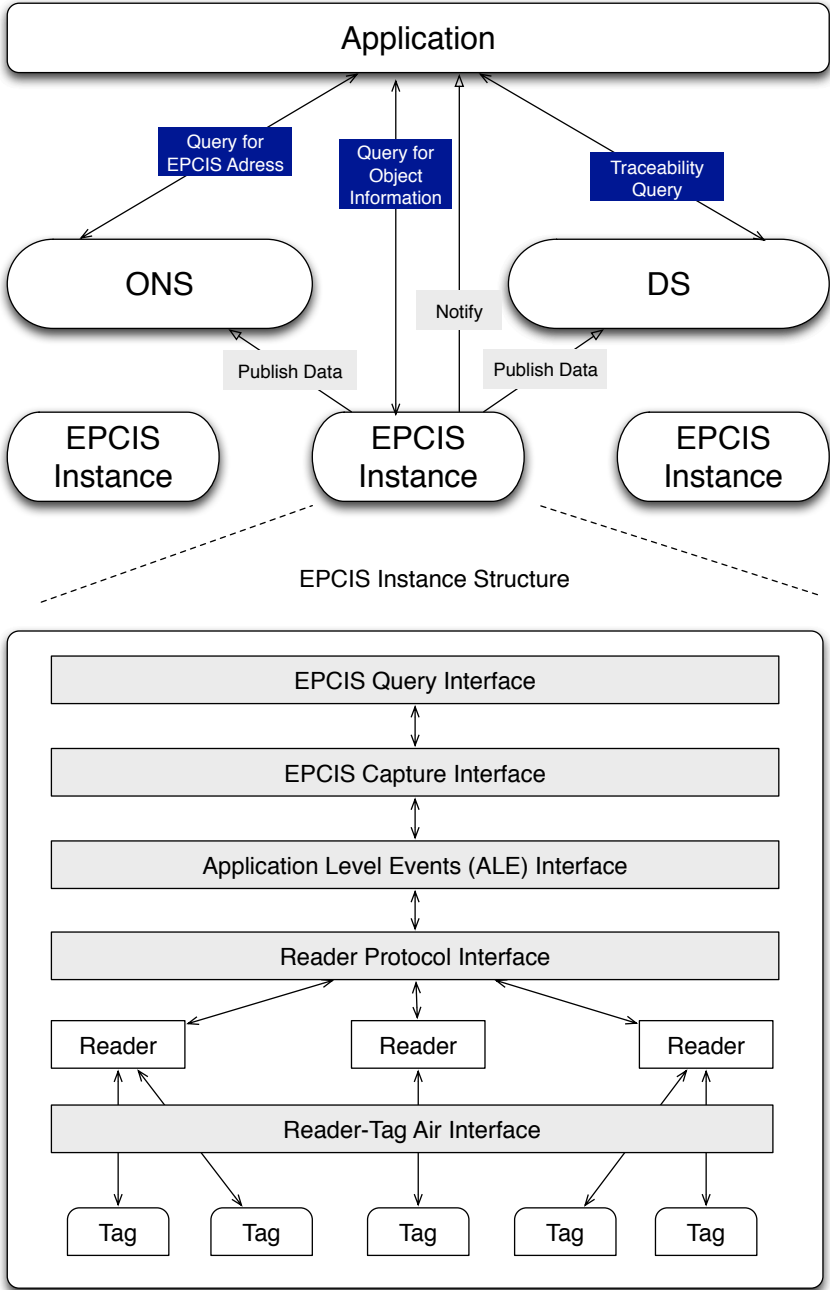 Application
Query for
EPCIS Adress
Query for
Object
Information
Traceability
Query
ONS
DS
Notify
Publish Data
Publish Data
EPCIS
Instance
EPCIS
Instance
EPCIS
Instance
EPCIS Instance Structure
EPCIS Query Interface
EPCIS Capture Interface
Application Level Events (ALE) Interface
Reader Protocol Interface
Reader
Reader
Reader
Reader-Tag Air Interface
Tag
Tag
Tag
Tag
Tag